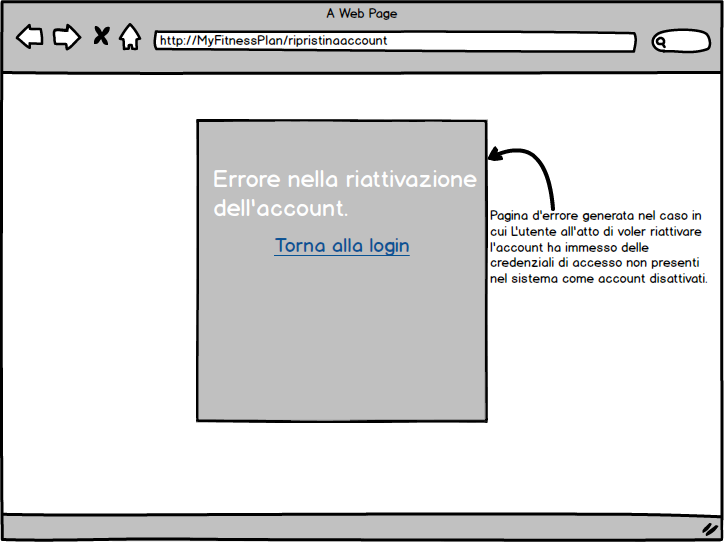 A Web Page
http://MyFitnessPlan/ripristinaaccount
Errore nella riattivazione
dell'account.
Torna alla login
Pagina d'errore generata nel caso in
cui L'utente all'atto di voler riattivare
l'account ha immesso delle
credenziali di accesso non presenti
nel sistema come account disattivati.